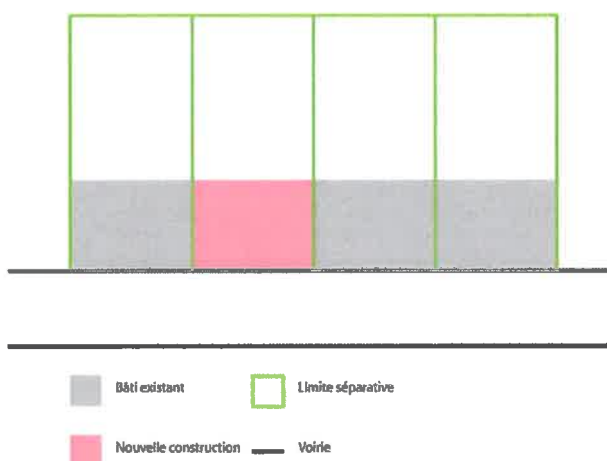 Bâti existant
Limite séparative
Nouvelle construction
Voirie